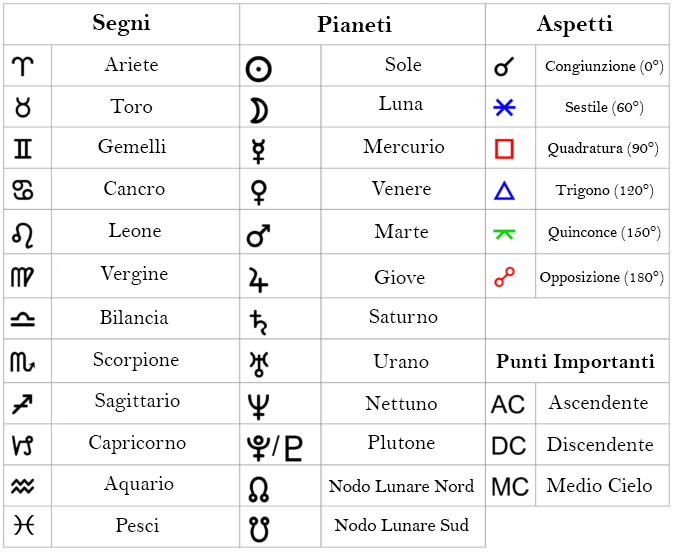 Segni Pianeti Aspetti
♈ Ariete ☉ Sole ☌ Congiunzione (0°)
♉ Toro ☽ Luna ⚹ Sestile (60°)
♊ Gemelli ☿ Mercurio □ Quadratura (90°)
♋ Cancro ♀ Venere △ Trigono (120°)
♌ Leone ♂ Marte ⚻ Quinconce (150°)
♍ Vergine ♃ Giove ☍ Opposizione (180°)
♎ Bilancia ♄ Saturno
♏ Scorpione ♅ Urano Punti Importanti
♐ Sagittario ♆ Nettuno AC Ascendente
♑ Capricorno ⯓/♇ Plutone DC Discendente
♒ Aquario ☊ Nodo Lunare Nord MC Medio Cielo
♓ Pesci ☋ Nodo Lunare Sud